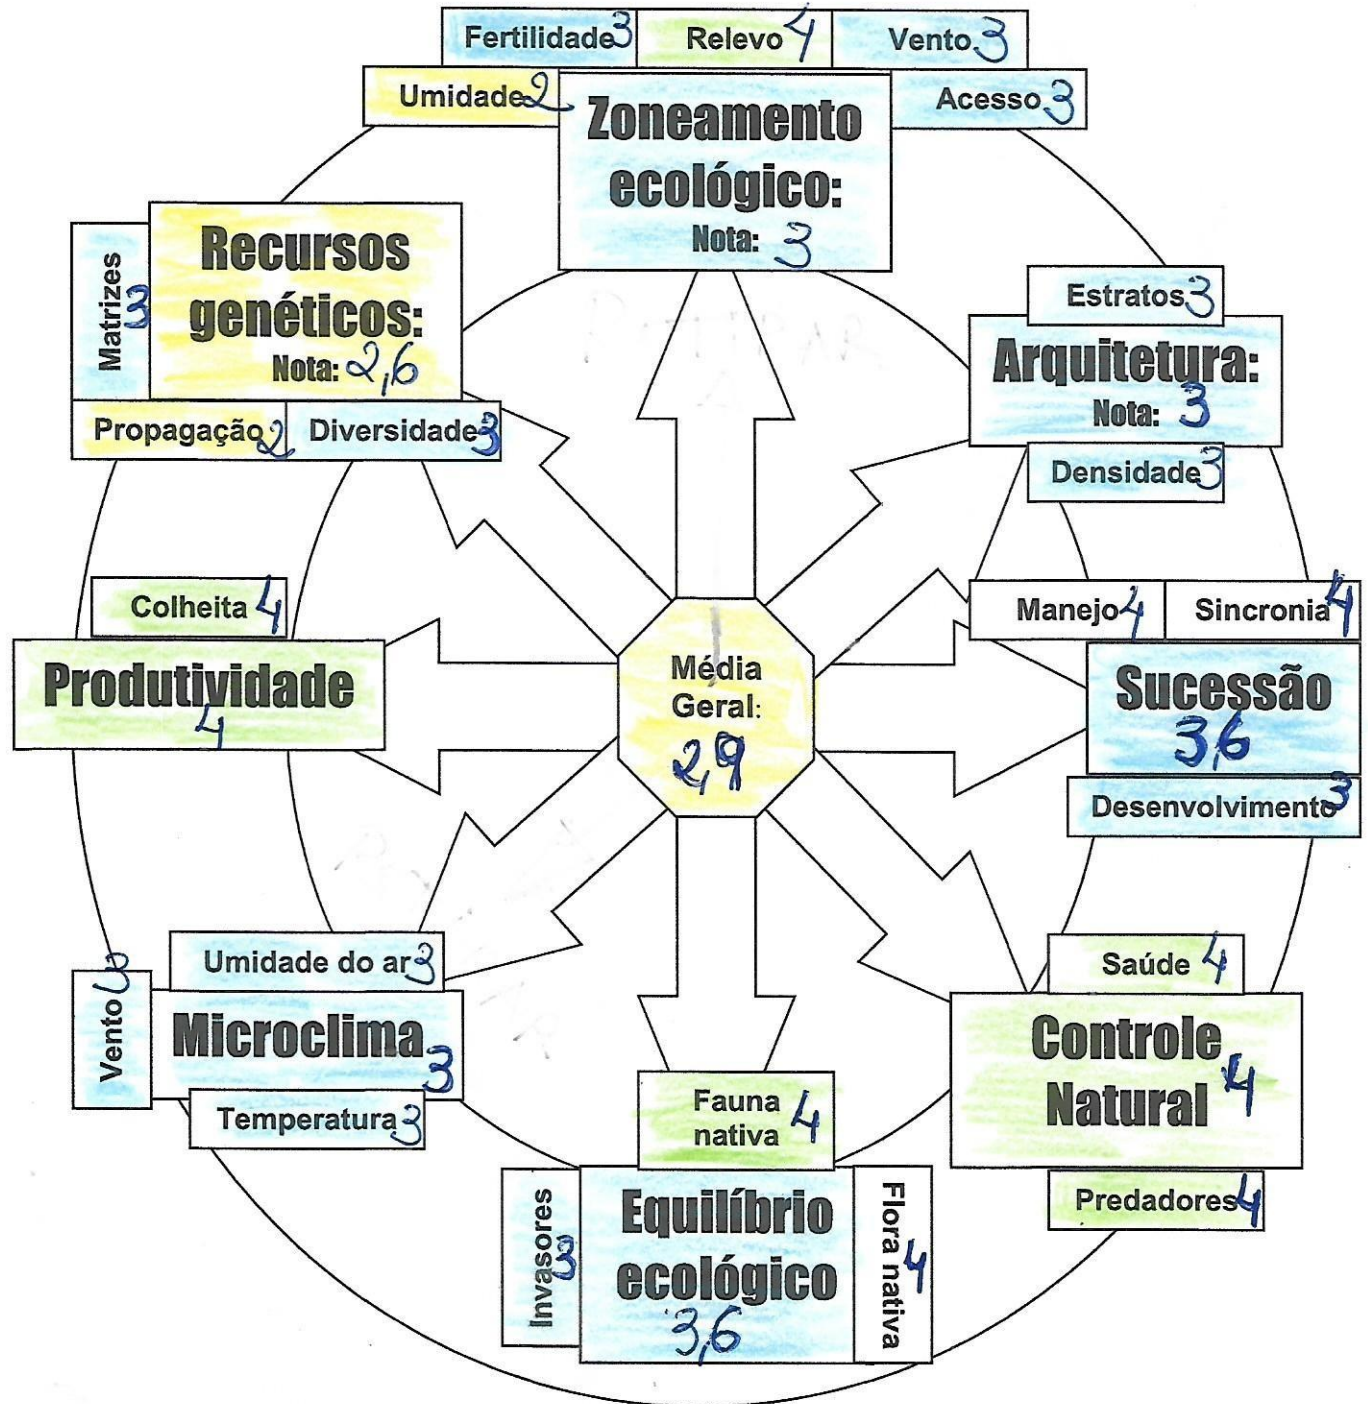 Fertilidade 3
Relevo 4
Vento 3
Umidade 2
Acesso 3
Zoneamento
ecológico:
Nota: 3
Matrizes 3
Recursos
genéticos:
Nota: 2,6
Propagação 2
Diversidade 3
Estratos 3
Arquitetura:
Nota: 3
Densidade 3
Colheita 4
Produtividade
4
Média
Geral:
2,9
Manejo 4
Sincronia 4
Sucessão
3,6
Desenvolvimento 3
Umidade do ar 3
Vento 3
Microclima 3
Temperatura 3
Saúde 4
Controle
Natural 4
Predadores 4
Fauna
nativa 4
Invasores 3
Equilíbrio
ecológico
3,6
Flora nativa 4